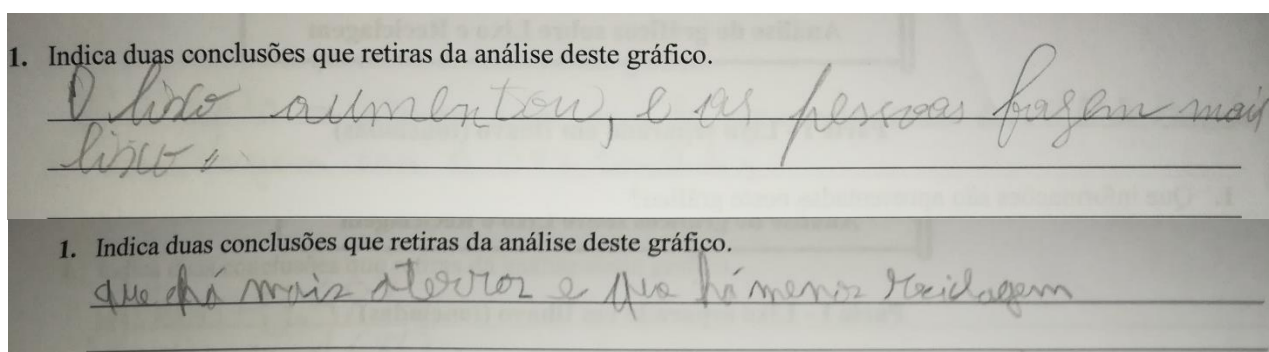 1. Indica duas conclusões que retiras da análise deste gráfico.
O lixo aumentou, e as pessoas fazem mais
lixo.
1. Indica duas conclusões que retiras da análise deste gráfico.
que há mais aterros e que há menos reciclagem